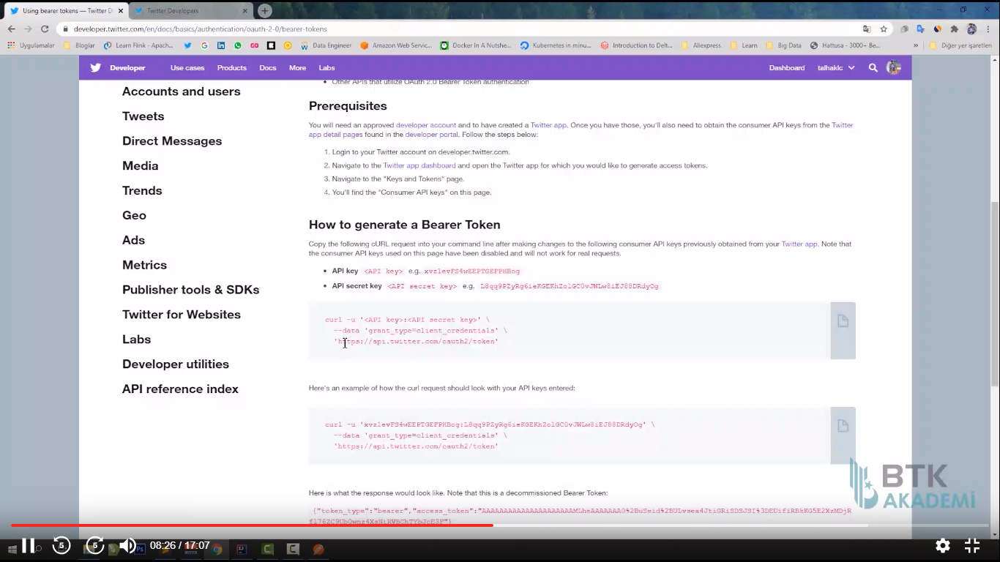 Using bearer tokens — Twitter D
Twitter Developers
developer.twitter.com/en/docs/basics/authentication/oauth-2-0/bearer-tokens
Uygulamalar Bloglar Learn Flink - Apach... Data Engineer Amazon Web Servic... Docker In A Nutshe... Kubernetes in minu... Introduction to Delt... Aliexpress Learn Big Data Hattusa - 3000+ Be... » Diğer yer işaretleri
Developer Use cases Products Docs More Labs Dashboard talhaklc
Accounts and users
Tweets
Direct Messages
Media
Trends
Geo
Ads
Metrics
Publisher tools & SDKs
Twitter for Websites
Labs
Developer utilities
API reference index
• Other APIs that utilize OAuth 2.0 Bearer Token authentication
Prerequisites
You will need an approved developer account and to have created a Twitter app. Once you have those, you'll also need to obtain the consumer API keys from the Twitter
app detail pages found in the developer portal. Follow the steps below:
1. Login to your Twitter account on developer.twitter.com.
2. Navigate to the Twitter app dashboard and open the Twitter app for which you would like to generate access tokens.
3. Navigate to the "Keys and Tokens" page.
4. You'll find the "Consumer API keys" on this page.
How to generate a Bearer Token
Copy the following cURL request into your command line after making changes to the following consumer API keys previously obtained from your Twitter app. Note that
the consumer API keys used on this page have been disabled and will not work for real requests.
• API key <API key> e.g. xvzlevFS4wEEPTGEFPHBog
• API secret key <API secret key> e.g. L8qq9PZyRg6ieKGEKhZolGC0vJWLw8iEJ88DRdyOg
curl -u '<API key>:<API secret key>' \
--data 'grant_type=client_credentials' \
'https://api.twitter.com/oauth2/token'
Here's an example of how the curl request should look with your API keys entered:
curl -u 'xvzlevFS4wEEPTGEFPHBog:L8qq9PZyRg6ieKGEKhZolGC0vJWLw8iEJ88DRdyOg' \
--data 'grant_type=client_credentials' \
'https://api.twitter.com/oauth2/token'
Here is what the response would look like. Note that this is a decommissioned Bearer Token:
{"token_type":"bearer","access_token":
BTK
AKADEMİ
5 5 08:26 / 17:07